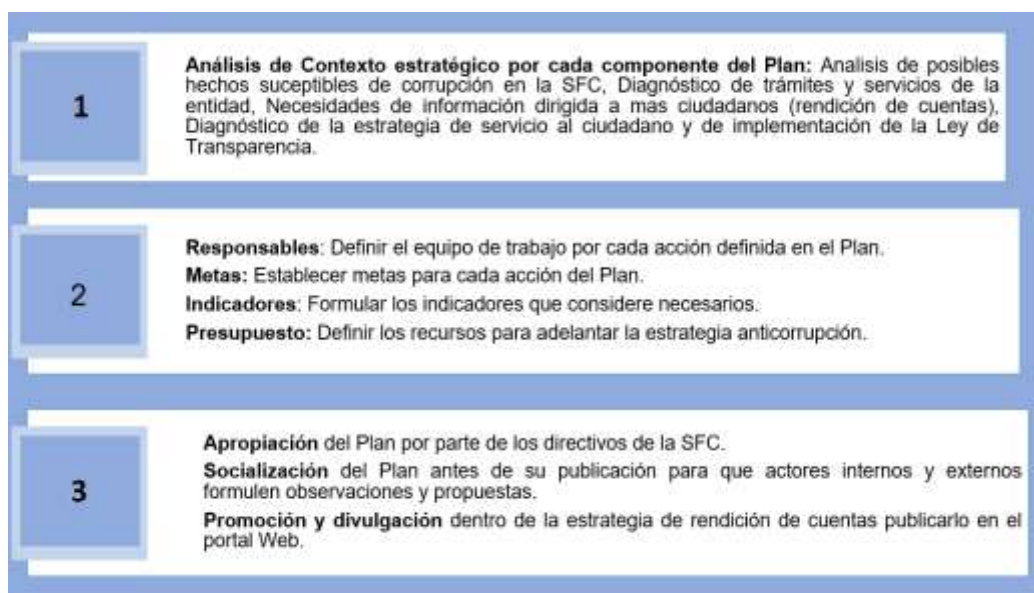 1
Análisis de Contexto estratégico por cada componente del Plan: Analisis de posibles
hechos suceptibles de corrupción en la SFC, Diagnóstico de trámites y servicios de la
entidad, Necesidades de información dirigida a mas ciudadanos (rendición de cuentas),
Diagnóstico de la estrategia de servicio al ciudadano y de implementación de la Ley de
Transparencia.
2
Responsables: Definir el equipo de trabajo por cada acción definida en el Plan.
Metas: Establecer metas para cada acción del Plan.
Indicadores: Formular los indicadores que considere necesarios.
Presupuesto: Definir los recursos para adelantar la estrategia anticorrupción.
3
Apropiación del Plan por parte de los directivos de la SFC.
Socialización del Plan antes de su publicación para que actores internos y externos
formulen observaciones y propuestas.
Promoción y divulgación dentro de la estrategia de rendición de cuentas publicarlo en el
portal Web.